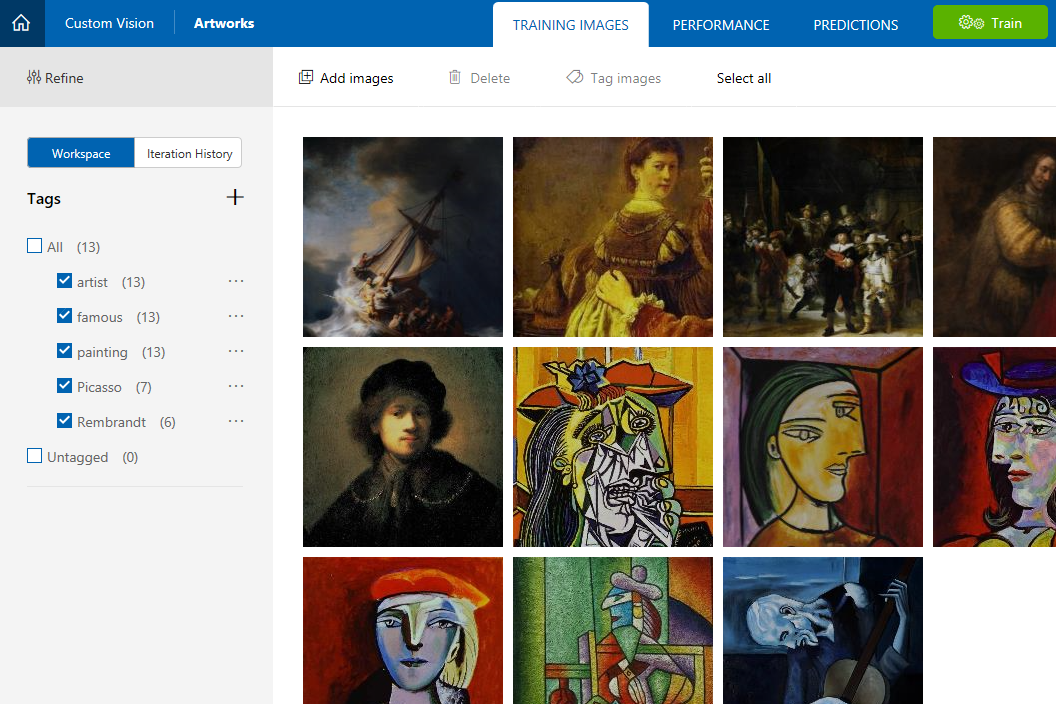 Custom Vision
Artworks
TRAINING IMAGES
PERFORMANCE
PREDICTIONS
Train
Refine
Add images
Delete
Tag images
Select all
Workspace
Iteration History
Tags
All (13)
artist (13)
famous (13)
painting (13)
Picasso (7)
Rembrandt (6)
Untagged (0)